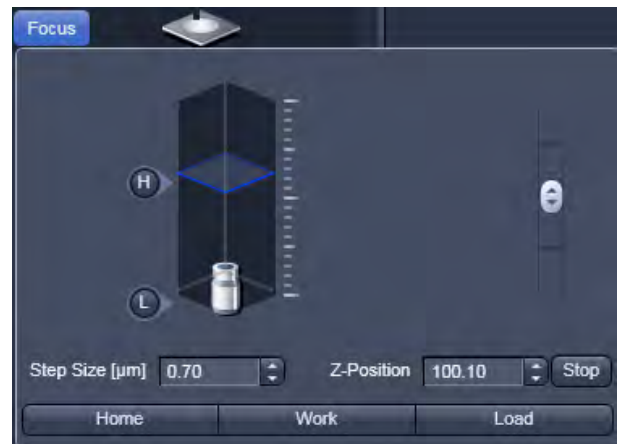 Focus
H
L
Step Size [µm] 0.70 Z-Position 100.10 Stop
Home Work Load